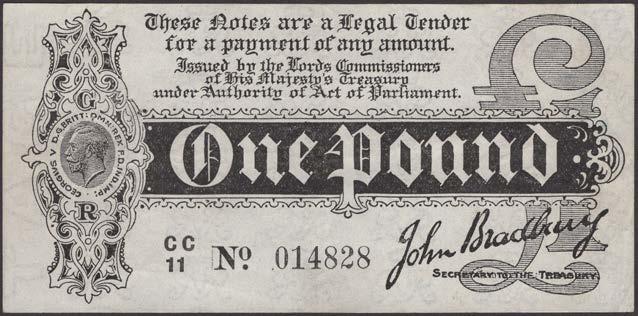 These Notes are a Legal Tender
for a payment of any amount.
Issued by the Lords Commissioners
of His Majesty's Treasury
under Authority of Act of Parliament.
£
G
GEORGIVS V D.G. BRITT: OMN: REX F.D. IND: IMP:
R
One Pound
£1
CC
11
No. 014828
John Bradbury
SECRETARY TO THE TREASURY.